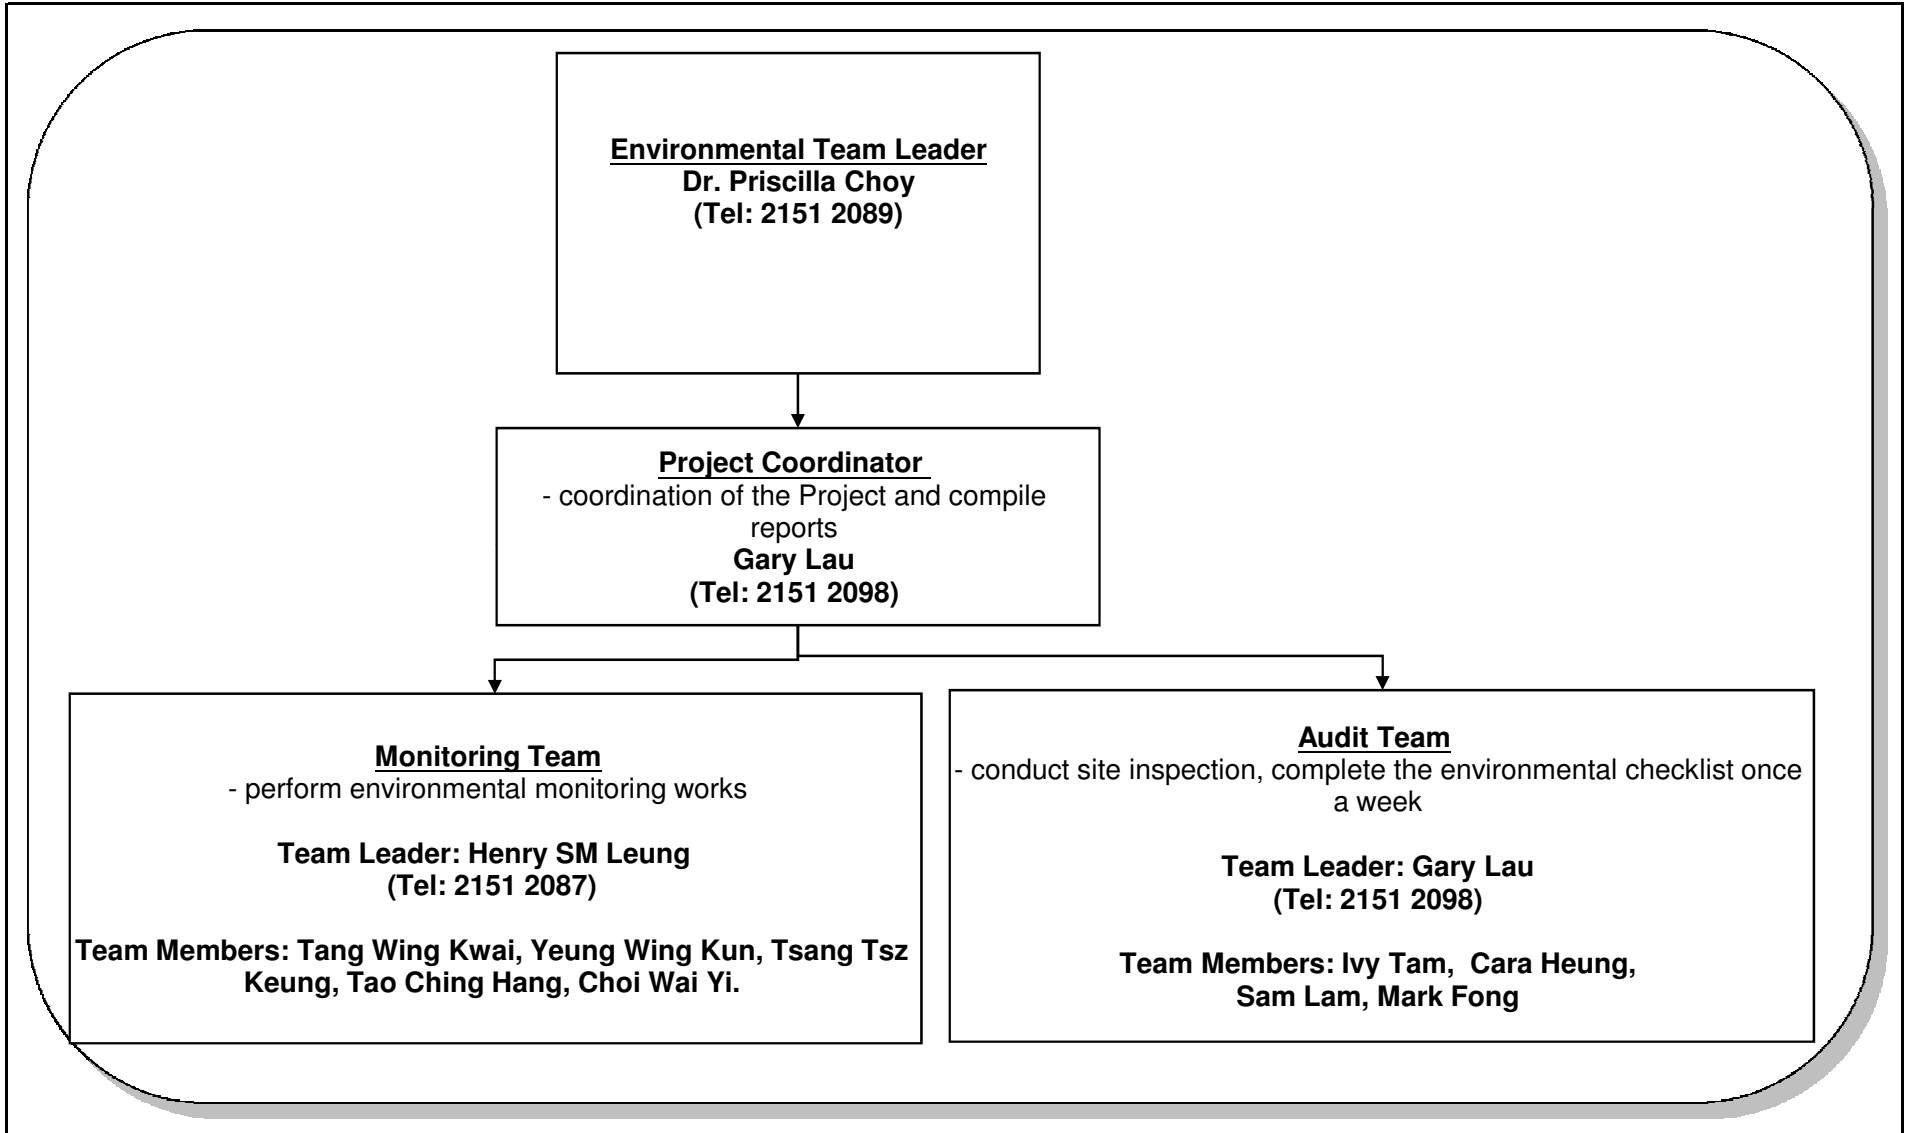 Environmental Team Leader
Dr. Priscilla Choy
(Tel: 2151 2089)
Project Coordinator
- coordination of the Project and compile
reports
Gary Lau
(Tel: 2151 2098)
Monitoring Team
- perform environmental monitoring works
Team Leader: Henry SM Leung
(Tel: 2151 2087)
Team Members: Tang Wing Kwai, Yeung Wing Kun, Tsang Tsz
Keung, Tao Ching Hang, Choi Wai Yi.
Audit Team
- conduct site inspection, complete the environmental checklist once
a week
Team Leader: Gary Lau
(Tel: 2151 2098)
Team Members: Ivy Tam,  Cara Heung,
Sam Lam, Mark Fong